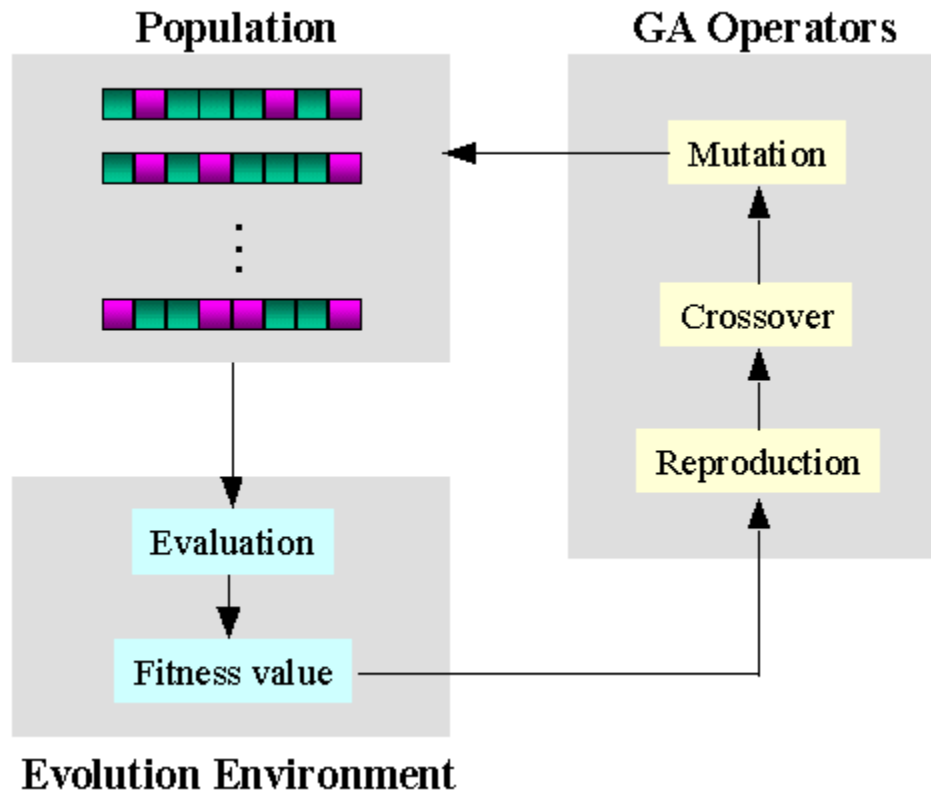 Population
GA Operators
Mutation
Crossover
Reproduction
Evaluation
Fitness value
Evolution Environment